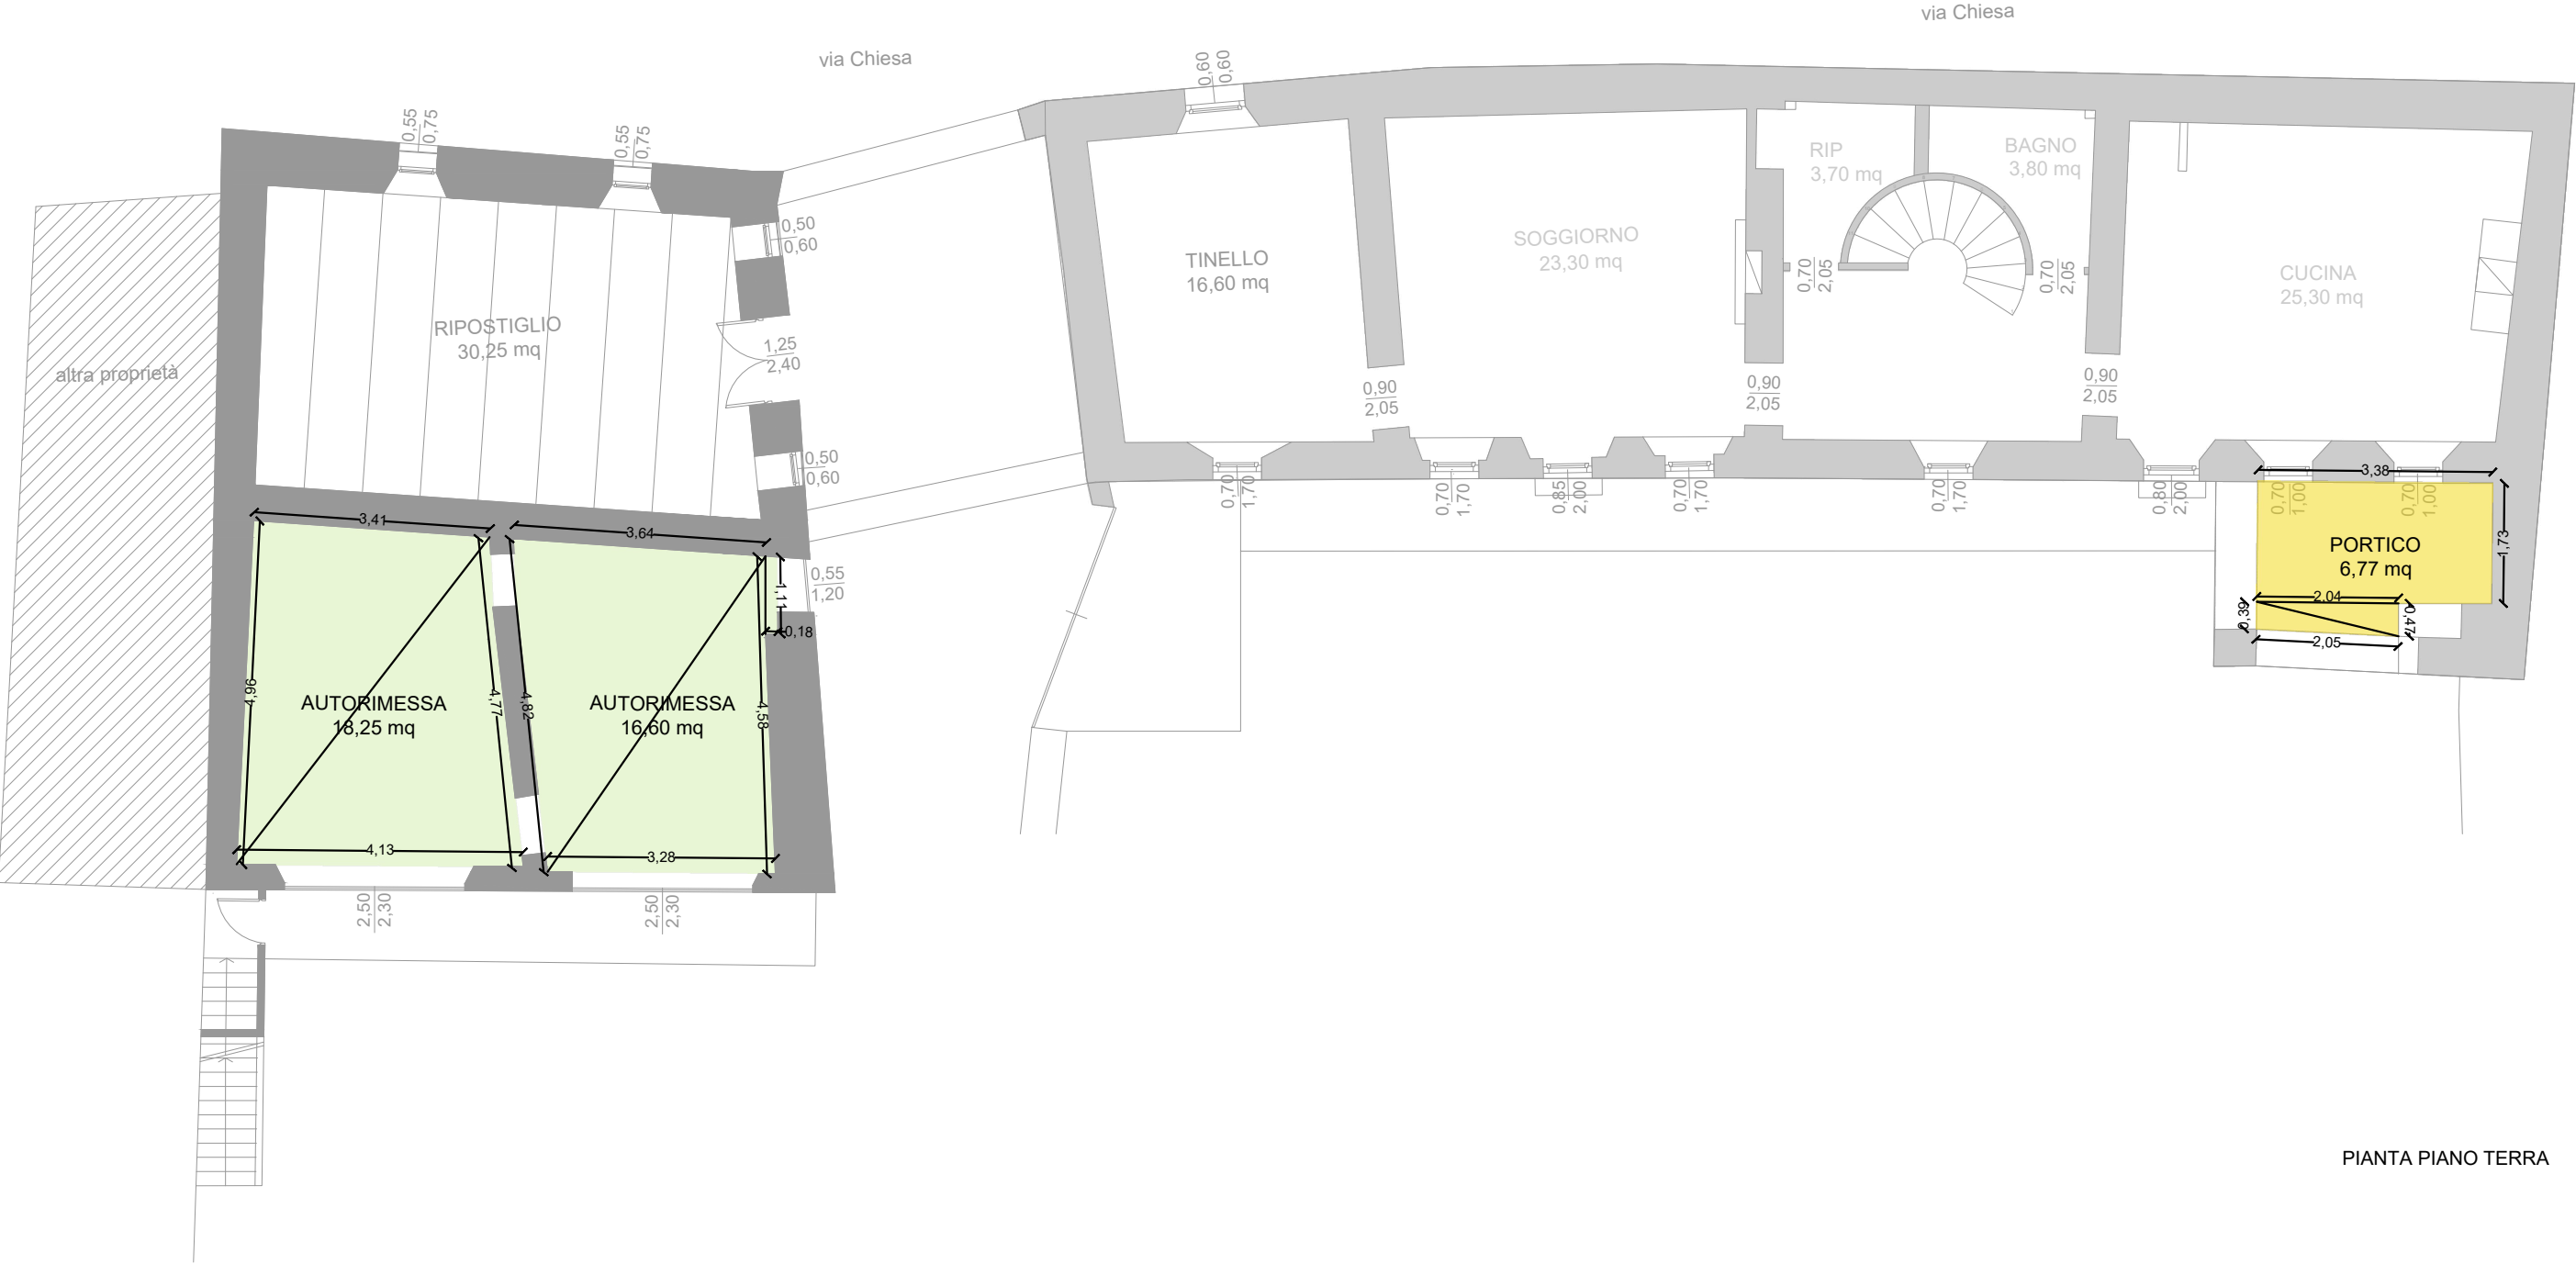 via Chiesa
via Chiesa
0,60
0,60
0,55
0,75
0,55
0,75
0,50
0,60
RIP
3,70 mq
BAGNO
3,80 mq
TINELLO
16,60 mq
SOGGIORNO
23,30 mq
0,70
2,05
0,70
2,05
CUCINA
25,30 mq
RIPOSTIGLIO
30,25 mq
1,25
2,40
altra proprietà
0,90
2,05
0,90
2,05
0,90
2,05
0,50
0,60
0,70
1,70
0,70
1,70
0,85
2,00
0,70
1,70
0,70
1,70
0,80
2,00
3,38
0,70
1,00
0,70
1,00
3,41
3,64
1,73
PORTICO
6,77 mq
0,55
1,20
1,11
0,18
2,04
0,39
0,47
2,05
4,96
4,77
4,82
4,58
AUTORIMESSA
18,25 mq
AUTORIMESSA
16,60 mq
4,13
3,28
2,50
2,30
2,50
2,30
PIANTA PIANO TERRA